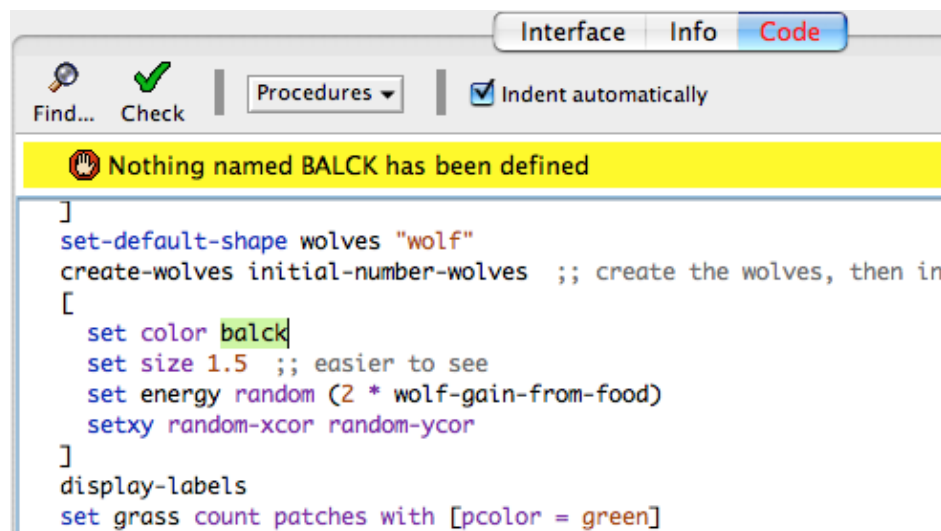 Interface Info Code
Find... Check Procedures Indent automatically
Nothing named BALCK has been defined
]
set-default-shape wolves "wolf"
create-wolves initial-number-wolves ;; create the wolves, then in
[
set color balck
set size 1.5 ;; easier to see
set energy random (2 * wolf-gain-from-food)
setxy random-xcor random-ycor
]
display-labels
set grass count patches with [pcolor = green]